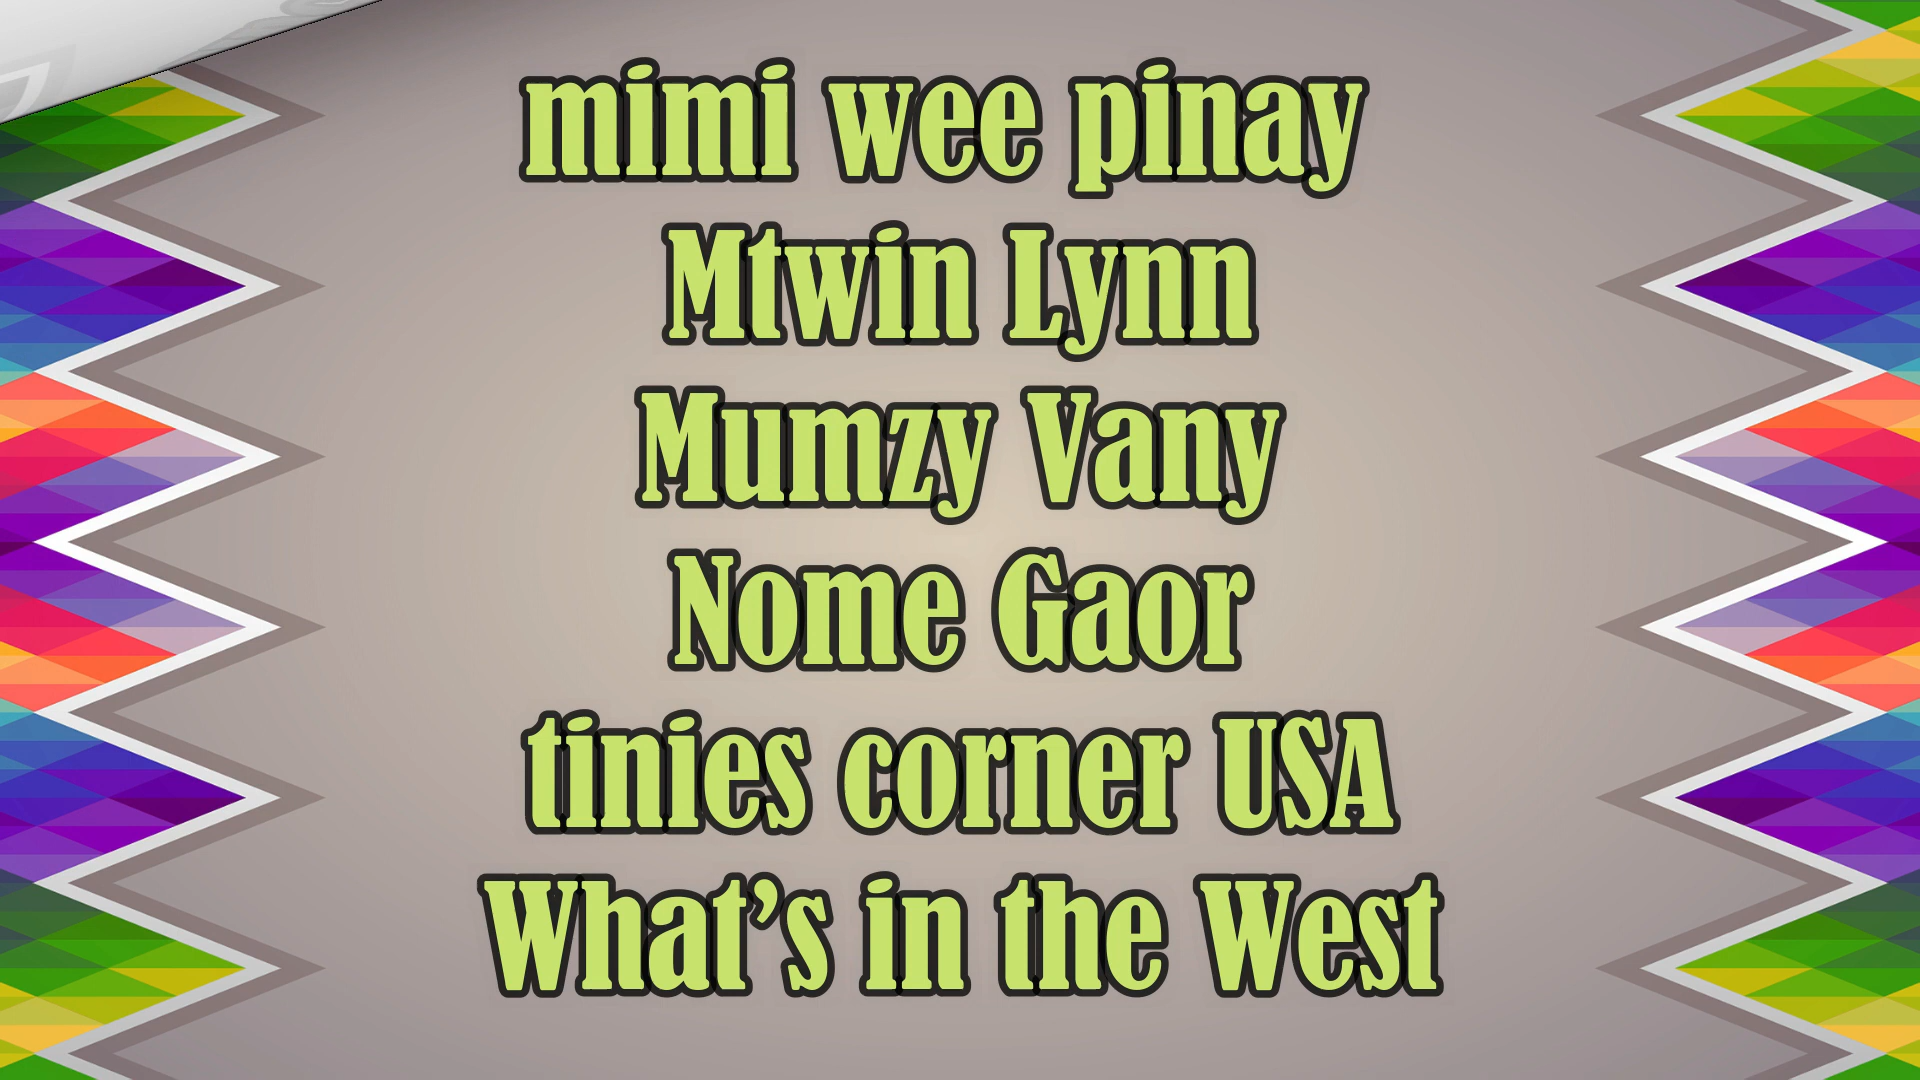 mimi wee pinay
Mtwin Lynn
Mumzy Vany
Nome Gaor
tinies corner USA
What's in the West